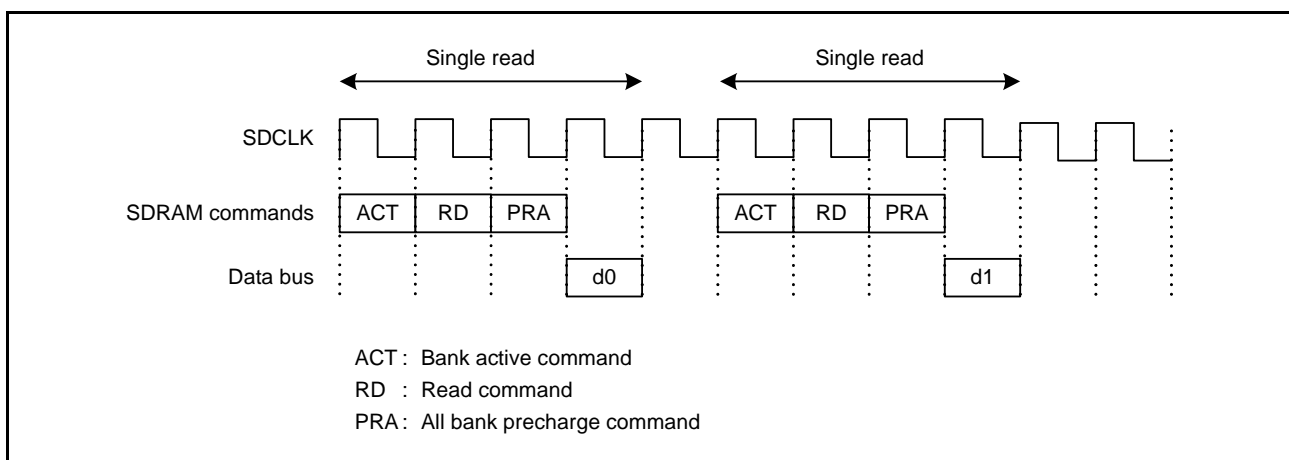 Single read Single read
SDCLK
SDRAM commands ACT RD PRA ACT RD PRA
Data bus d0 d1
ACT : Bank active command
RD : Read command
PRA : All bank precharge command